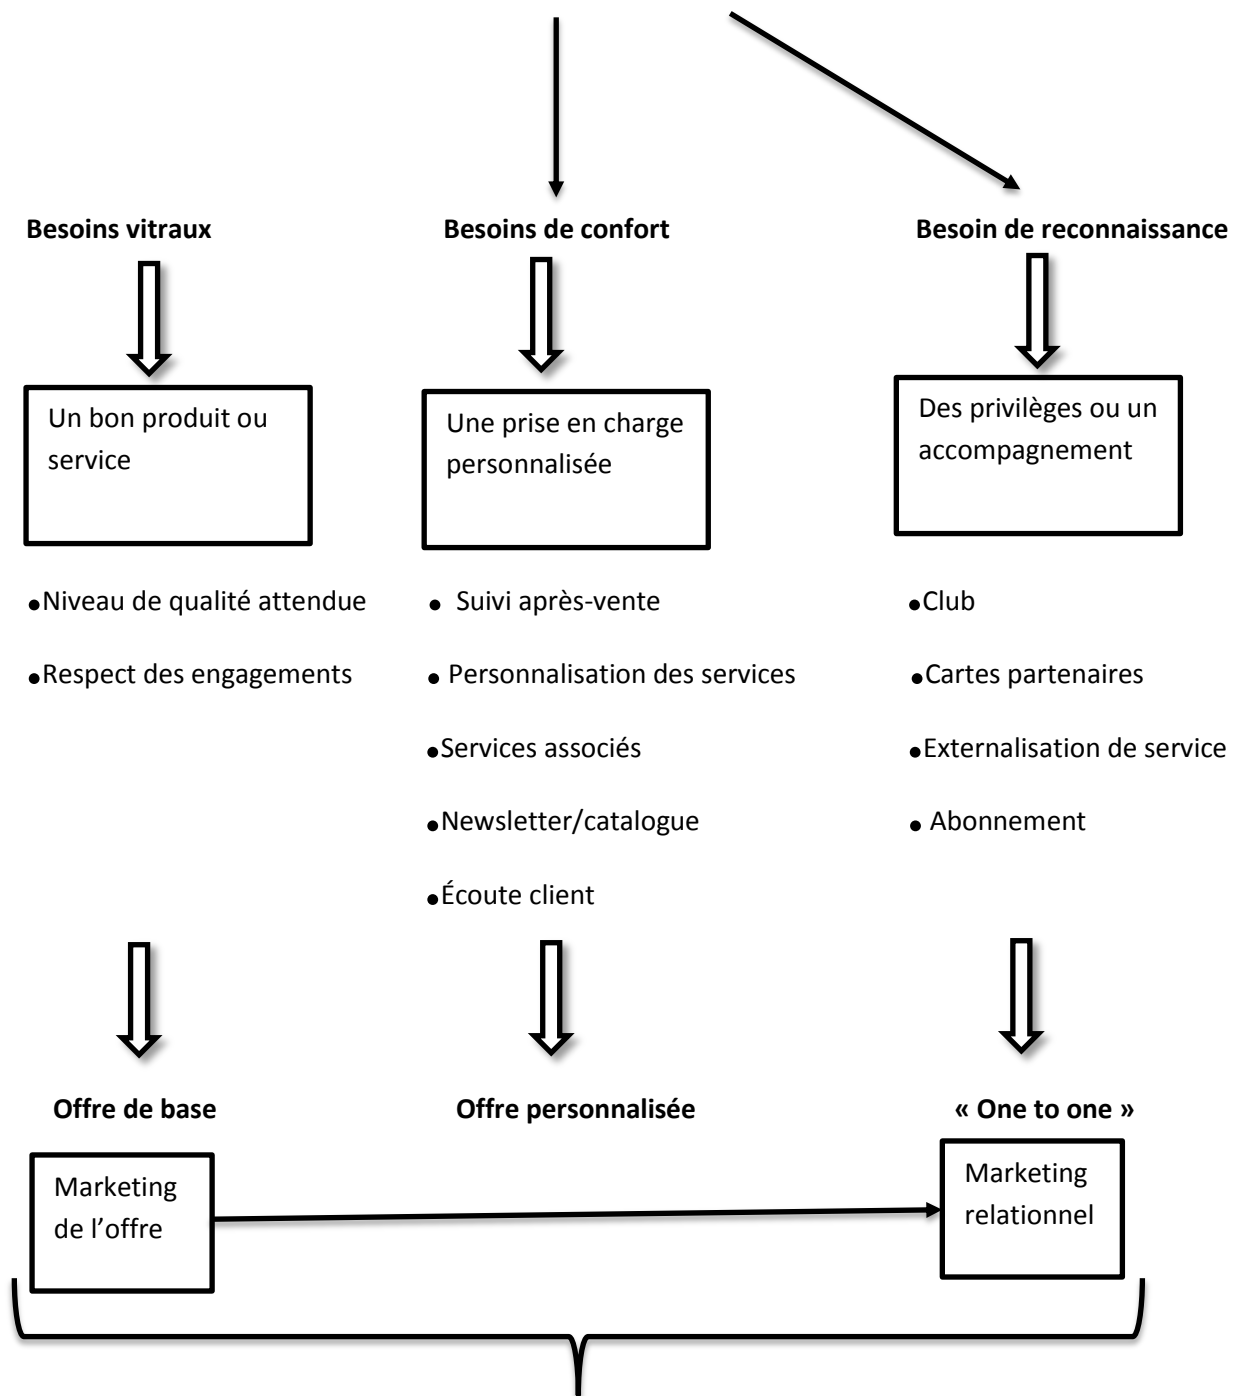 Besoins vitraux
Besoins de confort
Besoin de reconnaissance
Un bon produit ou
service
Une prise en charge
personnalisée
Des privilèges ou un
accompagnement
•Niveau de qualité attendue
•Respect des engagements
• Suivi après-vente
• Personnalisation des services
•Services associés
•Newsletter/catalogue
•Écoute client
•Club
•Cartes partenaires
•Externalisation de service
• Abonnement
Offre de base
Offre personnalisée
« One to one »
Marketing
de l’offre
Marketing
relationnel